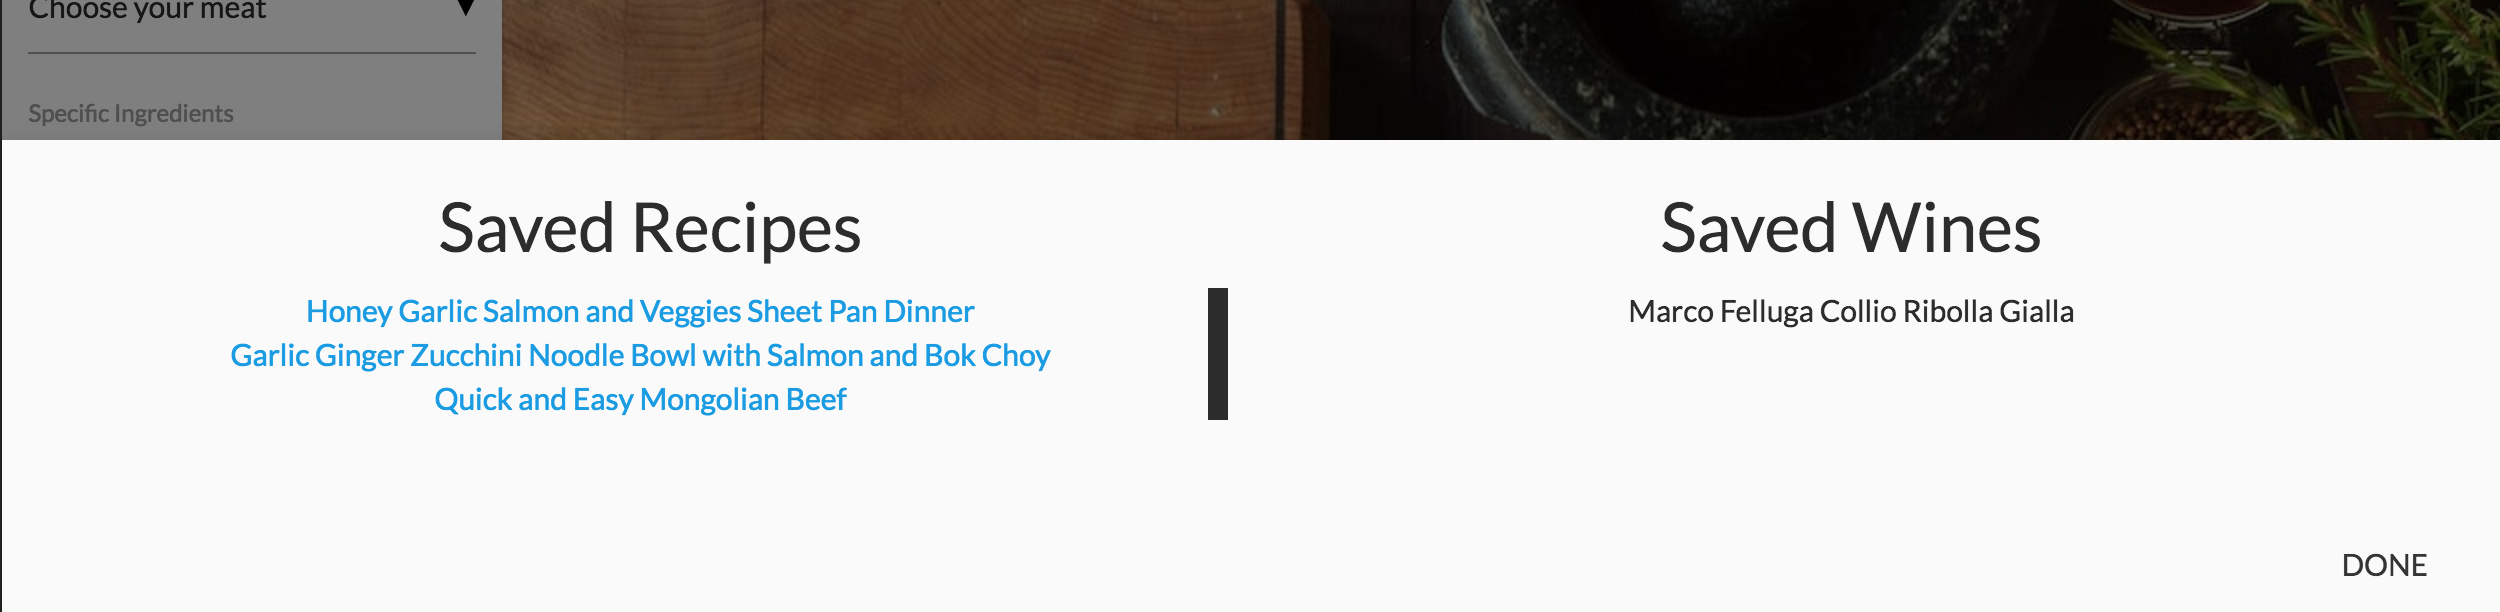 Choose your meat
Specific Ingredients
Saved Recipes
Honey Garlic Salmon and Veggies Sheet Pan Dinner
Garlic Ginger Zucchini Noodle Bowl with Salmon and Bok Choy
Quick and Easy Mongolian Beef
Saved Wines
Marco Felluga Collio Ribolla Gialla
DONE